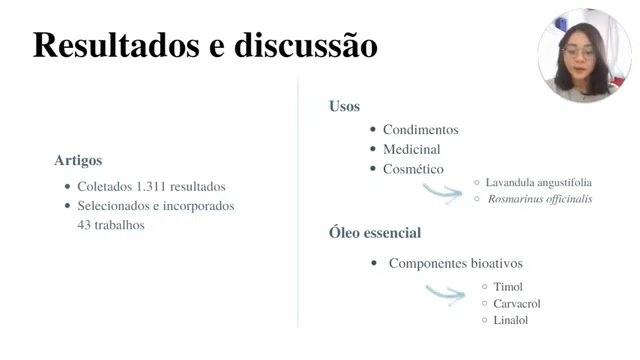 Resultados e discussão
Artigos
Coletados 1.311 resultados
Selecionados e incorporados
43 trabalhos
Usos
Condimentos
Medicinal
Cosmético
Lavandula angustifolia
Rosmarinus officinalis
Óleo essencial
Componentes bioativos
Timol
Carvacrol
Linalol